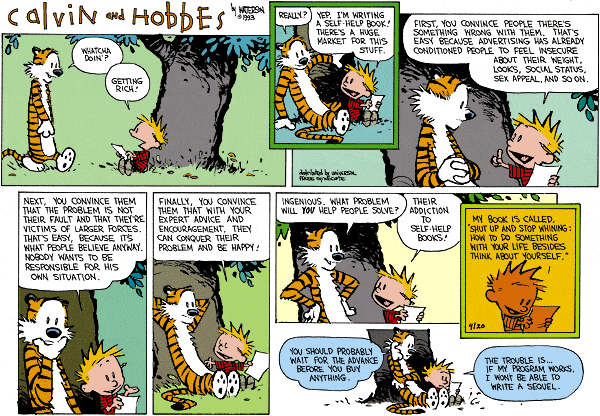 calvin and HobbEs
by WATERSON
©1993
WHATCHA
DOIN'?
GETTING
RICH!
REALLY?
YEP. I'M WRITING
A SELF-HELP BOOK!
THERE'S A HUGE
MARKET FOR THIS
STUFF.
FIRST, YOU CONVINCE PEOPLE THERE'S
SOMETHING WRONG WITH THEM. THAT'S
EASY BECAUSE ADVERTISING HAS ALREADY
CONDITIONED PEOPLE TO FEEL INSECURE
ABOUT THEIR WEIGHT,
LOOKS, SOCIAL STATUS,
SEX APPEAL, AND SO ON.
distributed by universal
press syndicate
NEXT, YOU CONVINCE THEM
THAT THE PROBLEM IS NOT
THEIR FAULT AND THAT THEY'RE
VICTIMS OF LARGER FORCES.
THAT'S EASY, BECAUSE IT'S
WHAT PEOPLE BELIEVE ANYWAY.
NOBODY WANTS TO BE
RESPONSIBLE FOR HIS
OWN SITUATION.
FINALLY, YOU CONVINCE
THEM THAT WITH YOUR
EXPERT ADVICE AND
ENCOURAGEMENT, THEY
CAN CONQUER THEIR
PROBLEM AND BE HAPPY!
INGENIOUS. WHAT PROBLEM
WILL YOU HELP PEOPLE SOLVE?
THEIR
ADDICTION
TO
SELF-HELP
BOOKS!
MY BOOK IS CALLED,
"SHUT UP AND STOP WHINING:
HOW TO DO SOMETHING
WITH YOUR LIFE BESIDES
THINK ABOUT YOURSELF."
4/20
YOU SHOULD PROBABLY
WAIT FOR THE ADVANCE
BEFORE YOU BUY
ANYTHING.
THE TROUBLE IS...
IF MY PROGRAM WORKS,
I WON'T BE ABLE TO
WRITE A SEQUEL.